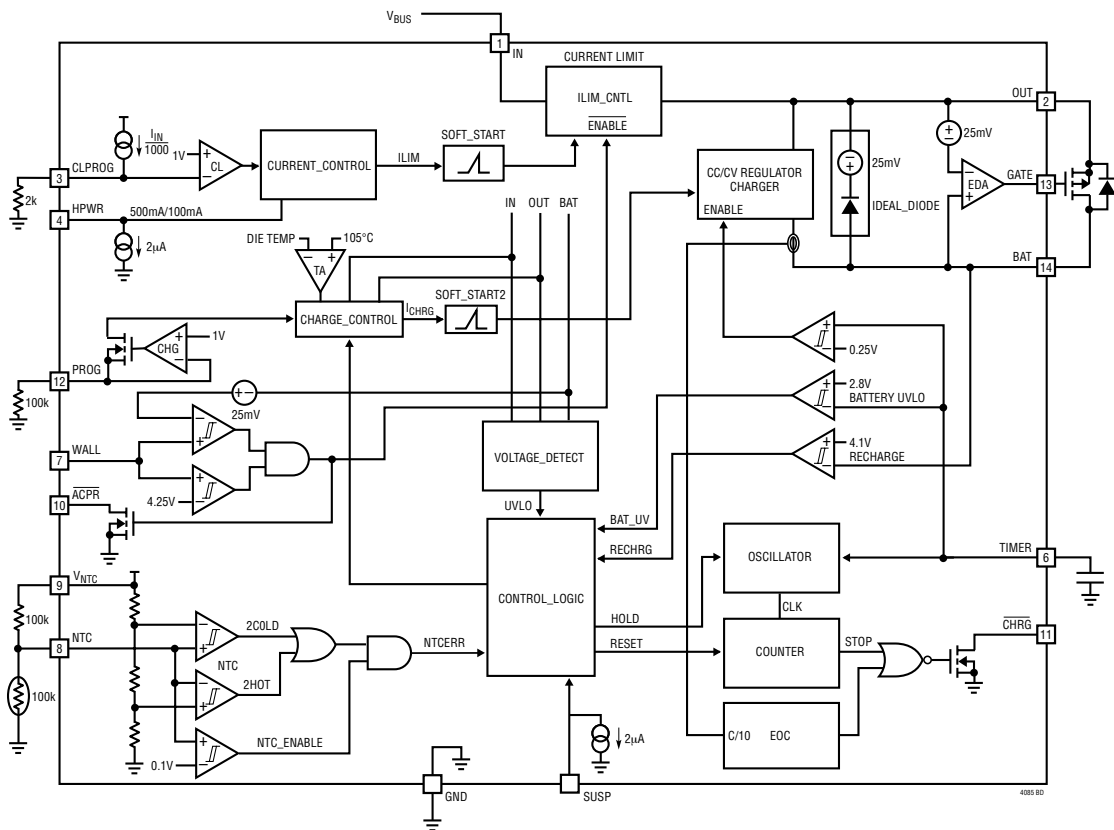 VBUS
1
IN
CURRENT LIMIT
ILIM_CNTL
ENABLE
OUT
2
25mV
SOFT_START
IIN
1000
1V
+
CL
–
CURRENT_CONTROL
ILIM
3
CLPROG
2k
HPWR
4
500mA/100mA
2µA
CC/CV REGULATOR
CHARGER
ENABLE
+
–
–
+
25mV
IDEAL_DIODE
–
EDA
+
GATE
13
IN OUT BAT
DIE TEMP
105°C
– +
TA
BAT
14
SOFT_START2
CHARGE_CONTROL
ICHRG
CHG
+
–
1V
PROG
12
100k
+
–
0.25V
+ –
25mV
+
–
2.8V
BATTERY UVLO
–
+
WALL
7
+
–
4.25V
VOLTAGE_DETECT
+
–
4.1V
RECHARGE
ACPR
10
UVLO
BAT_UV
RECHRG
CONTROL_LOGIC
OSCILLATOR
TIMER
6
VNTC
9
100k
NTC
8
100k
–
+
2C0LD
NTC
–
+
2HOT
+
–
0.1V
NTC_ENABLE
NTCERR
HOLD
CLK
RESET
COUNTER
STOP
CHRG
11
C/10 EOC
2µA
GND
SUSP
4085 BD